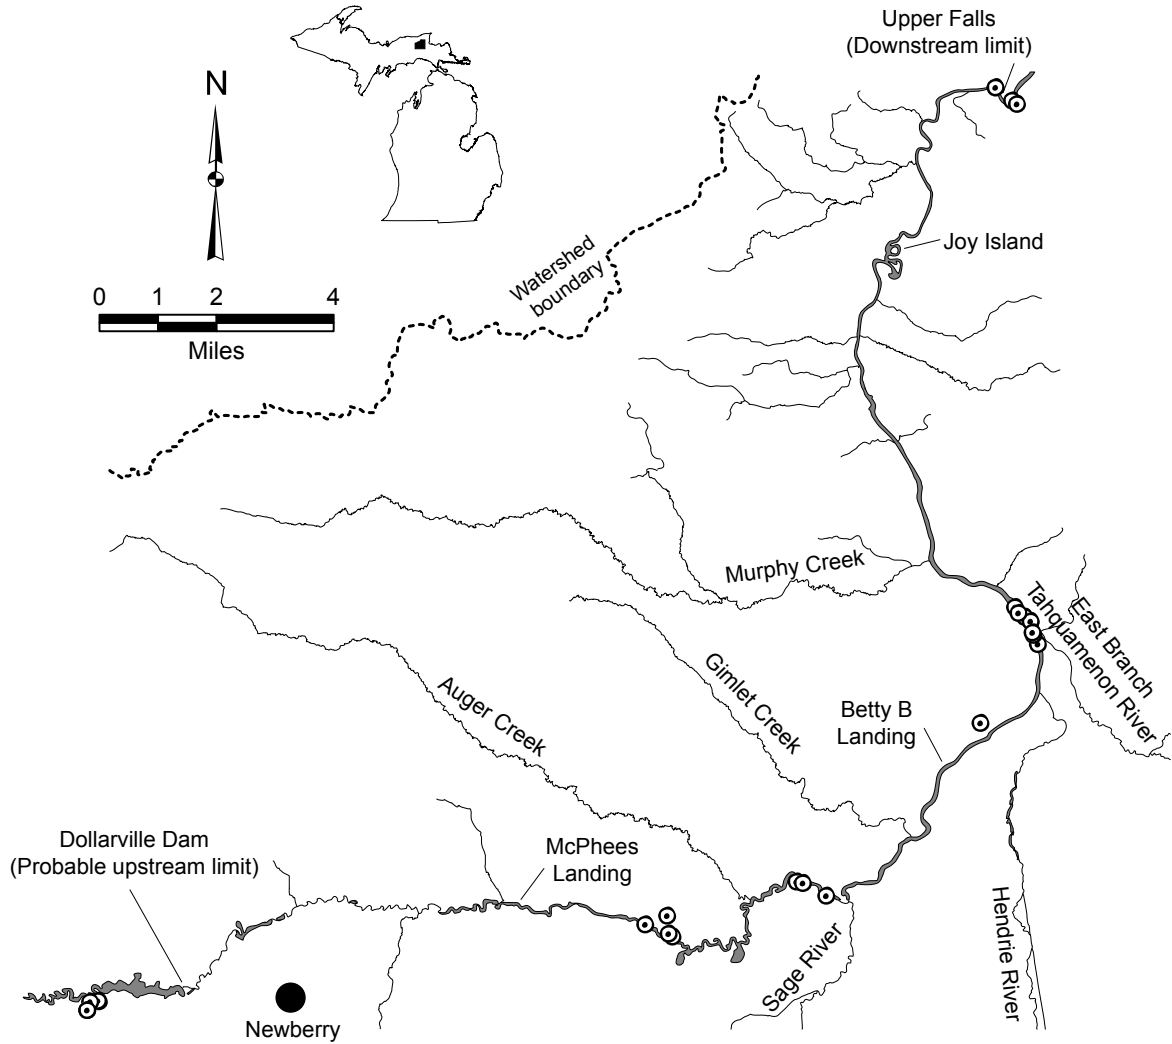 Upper Falls
(Downstream limit)
N
Joy Island
Watershed
boundary
0 2 4
Miles
Murphy Creek
East Branch
Tahquamenon River
Gimlet Creek
Auger Creek
Betty B
Landing
Dollarville Dam
(Probable upstream limit)
McPhees
Landing
Hendrie River
Sage River
Newberry